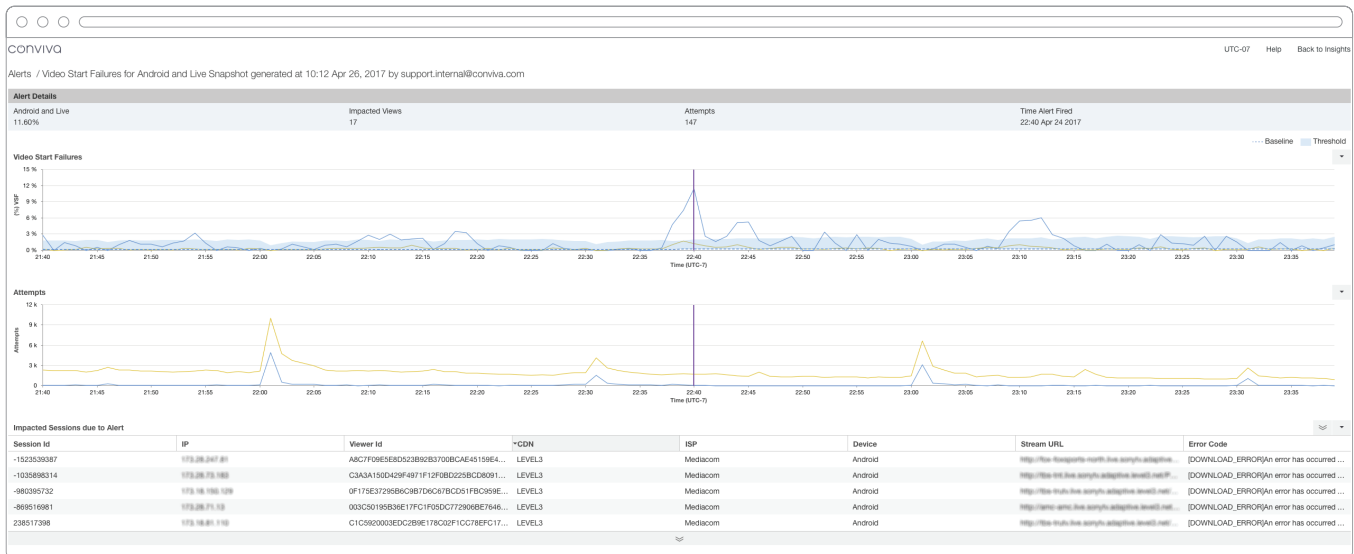 conviva
UTC-07 Help Back to Insights
Alerts / Video Start Failures for Android and Live Snapshot generated at 10:12 Apr 26, 2017 by support.internal@conviva.com
Alert Details
Android and Live Impacted Views Attempts Time Alert Fired
11.60% 17 147 22:40 Apr 24 2017
Baseline Threshold
Video Start Failures
15 %
12 %
9 %
6 %
3 %
0 %
(%) VSF
21:40 21:45 21:50 21:55 22:00 22:05 22:10 22:15 22:20 22:25 22:30 22:35 22:40 22:45 22:50 22:55 23:00 23:05 23:10 23:15 23:20 23:25 23:30 23:35
Time (UTC-7)
Attempts
12 k
9 k
6 k
3 k
0
Attempts
21:40 21:45 21:50 21:55 22:00 22:05 22:10 22:15 22:20 22:25 22:30 22:35 22:40 22:45 22:50 22:55 23:00 23:05 23:10 23:15 23:20 23:25 23:30 23:35
Time (UTC-7)
Impacted Sessions due to Alert
Session Id IP Viewer Id CDN ISP Device Stream URL Error Code
-1523539387 A8C7F09E5E8D523B92B3700BCAE45159E4... LEVEL3 Mediacom Android [DOWNLOAD_ERROR]An error has occurred ...
-1035898314 C3A3A150D429F4971F12F0BD225BCD8091... LEVEL3 Mediacom Android [DOWNLOAD_ERROR]An error has occurred ...
-980395732 0F175E37295B6C9B7D6C67BCD51FBC959E... LEVEL3 Mediacom Android [DOWNLOAD_ERROR]An error has occurred ...
-869516981 003C50195B36E17FC1F05DC772906BE7646... LEVEL3 Mediacom Android [DOWNLOAD_ERROR]An error has occurred ...
238517398 C1C5920003EDC2B9E178C02F1CC78EFC17... LEVEL3 Mediacom Android [DOWNLOAD_ERROR]An error has occurred ...